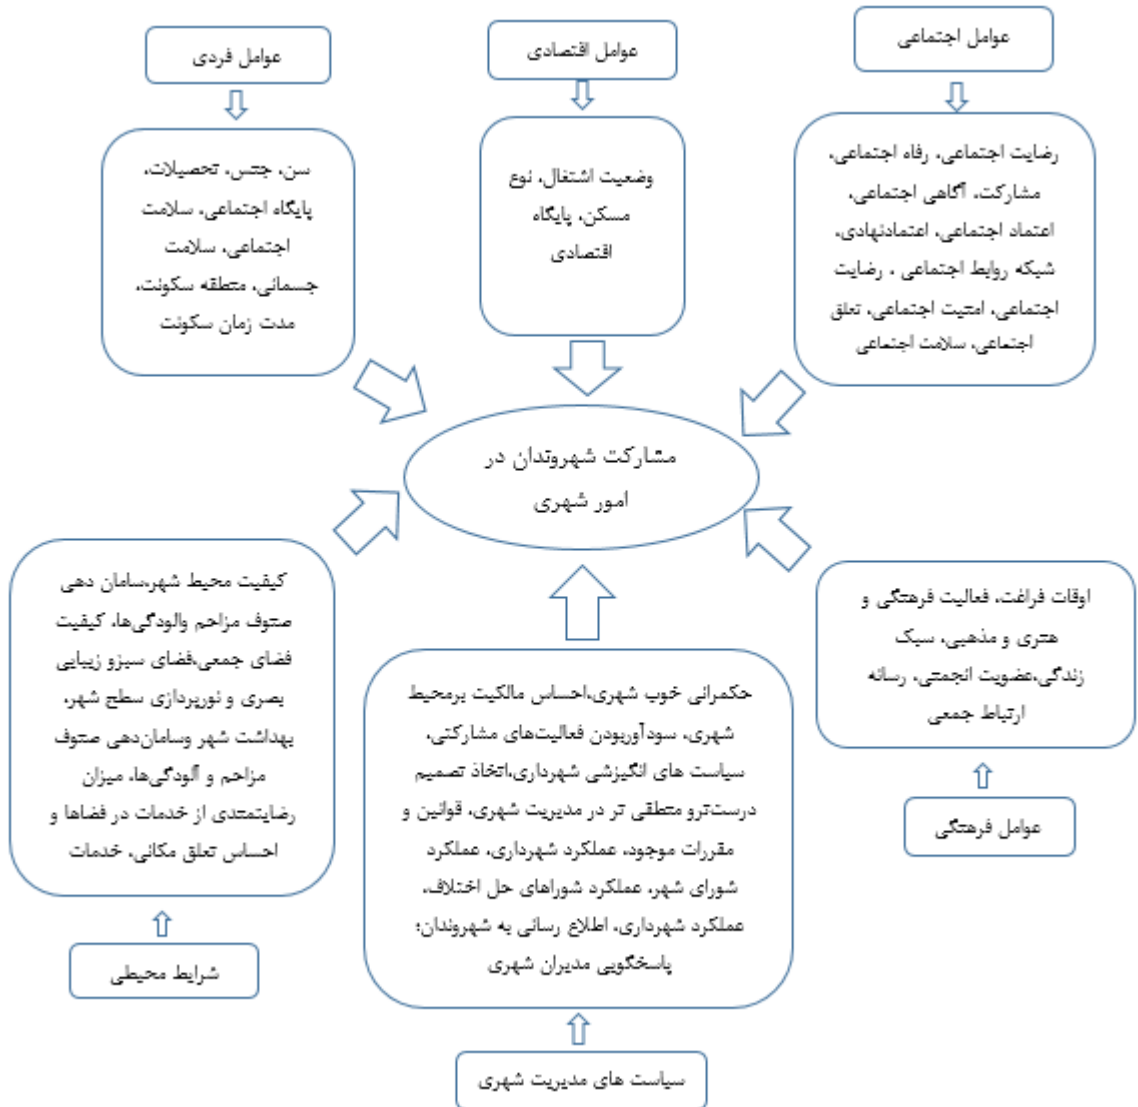 عوامل اجتماعی
رضایت اجتماعی، رفاه اجتماعی،
مشارکت، آگاهی اجتماعی،
اعتماد اجتماعی، اعتمادنهادی،
شبکه روابط اجتماعی ، رضایت
اجتماعی، امنیت اجتماعی، تعلق
اجتماعی، سلامت اجتماعی
عوامل اقتصادی
وضعیت اشتغال، نوع
مسکن، پایگاه
اقتصادی
عوامل فردی
سن، جنس، تحصیلات،
پایگاه اجتماعی، سلامت
اجتماعی، سلامت
جسمانی، منطقه سکونت،
مدت زمان سکونت
مشارکت شهروندان در
امور شهری
اوقات فراغت، فعالیت فرهنگی و
هنری و مذهبی، سبک
زندگی،عضویت انجمنی، رسانه
ارتباط جمعی
عوامل فرهنگی
حکمرانی خوب شهری،احساس مالکیت برمحیط
شهری، سودآوربودن فعالیت‌های مشارکتی،
سیاست های انگیزشی شهرداری،اتخاذ تصمیم
درست‌ترو منطقی تر در مدیریت شهری، قوانین و
مقررات موجود، عملکرد شهرداری، عملکرد
شورای شهر، عملکرد شوراهای حل اختلاف،
عملکرد شهرداری، اطلاع رسانی به شهروندان؛
پاسخگویی مدیران شهری
سیاست های مدیریت شهری
کیفیت محیط شهر،سامان دهی
صنوف مزاحم والودگی‌ها، کیفیت
فضای جمعی،فضای سبزو زیبایی
بصری و نورپردازی سطح شهر،
بهداشت شهر وسامان‌دهی صنوف
مزاحم و آلودگی‌ها، میزان
رضایتمندی از خدمات در فضاها و
احساس تعلق مکانی، خدمات
شرایط محیطی